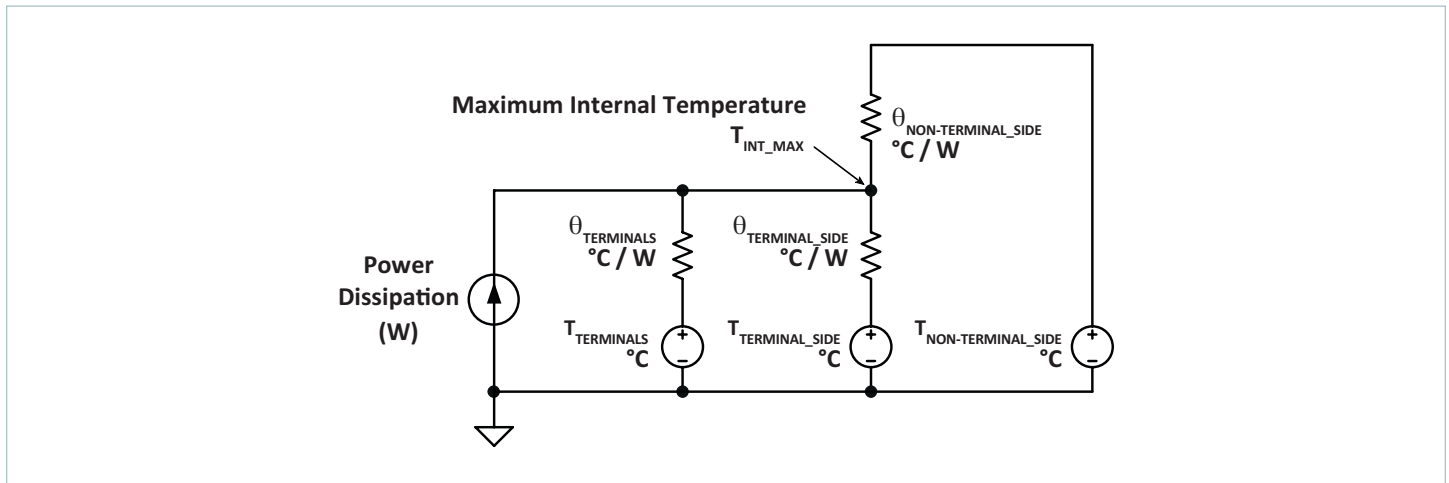 Maximum Internal Temperature
T_INT_MAX
θ_NON-TERMINAL_SIDE
°C / W
θ_TERMINALS
°C / W
θ_TERMINAL_SIDE
°C / W
Power
Dissipation
(W)
T_TERMINALS
°C
T_TERMINAL_SIDE
°C
T_NON-TERMINAL_SIDE
°C
+
–
+
–
+
–